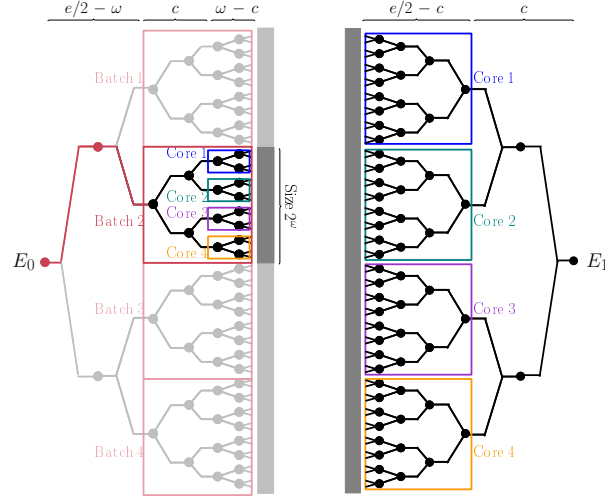 e/2 − ω
c
ω − c
e/2 − c
c
Batch 1
Core 1
Core 1
Core 2
Batch 2
Core 3
Size 2^ω
Core 2
Core 4
E_0
E_1
Batch 3
Core 3
Batch 4
Core 4